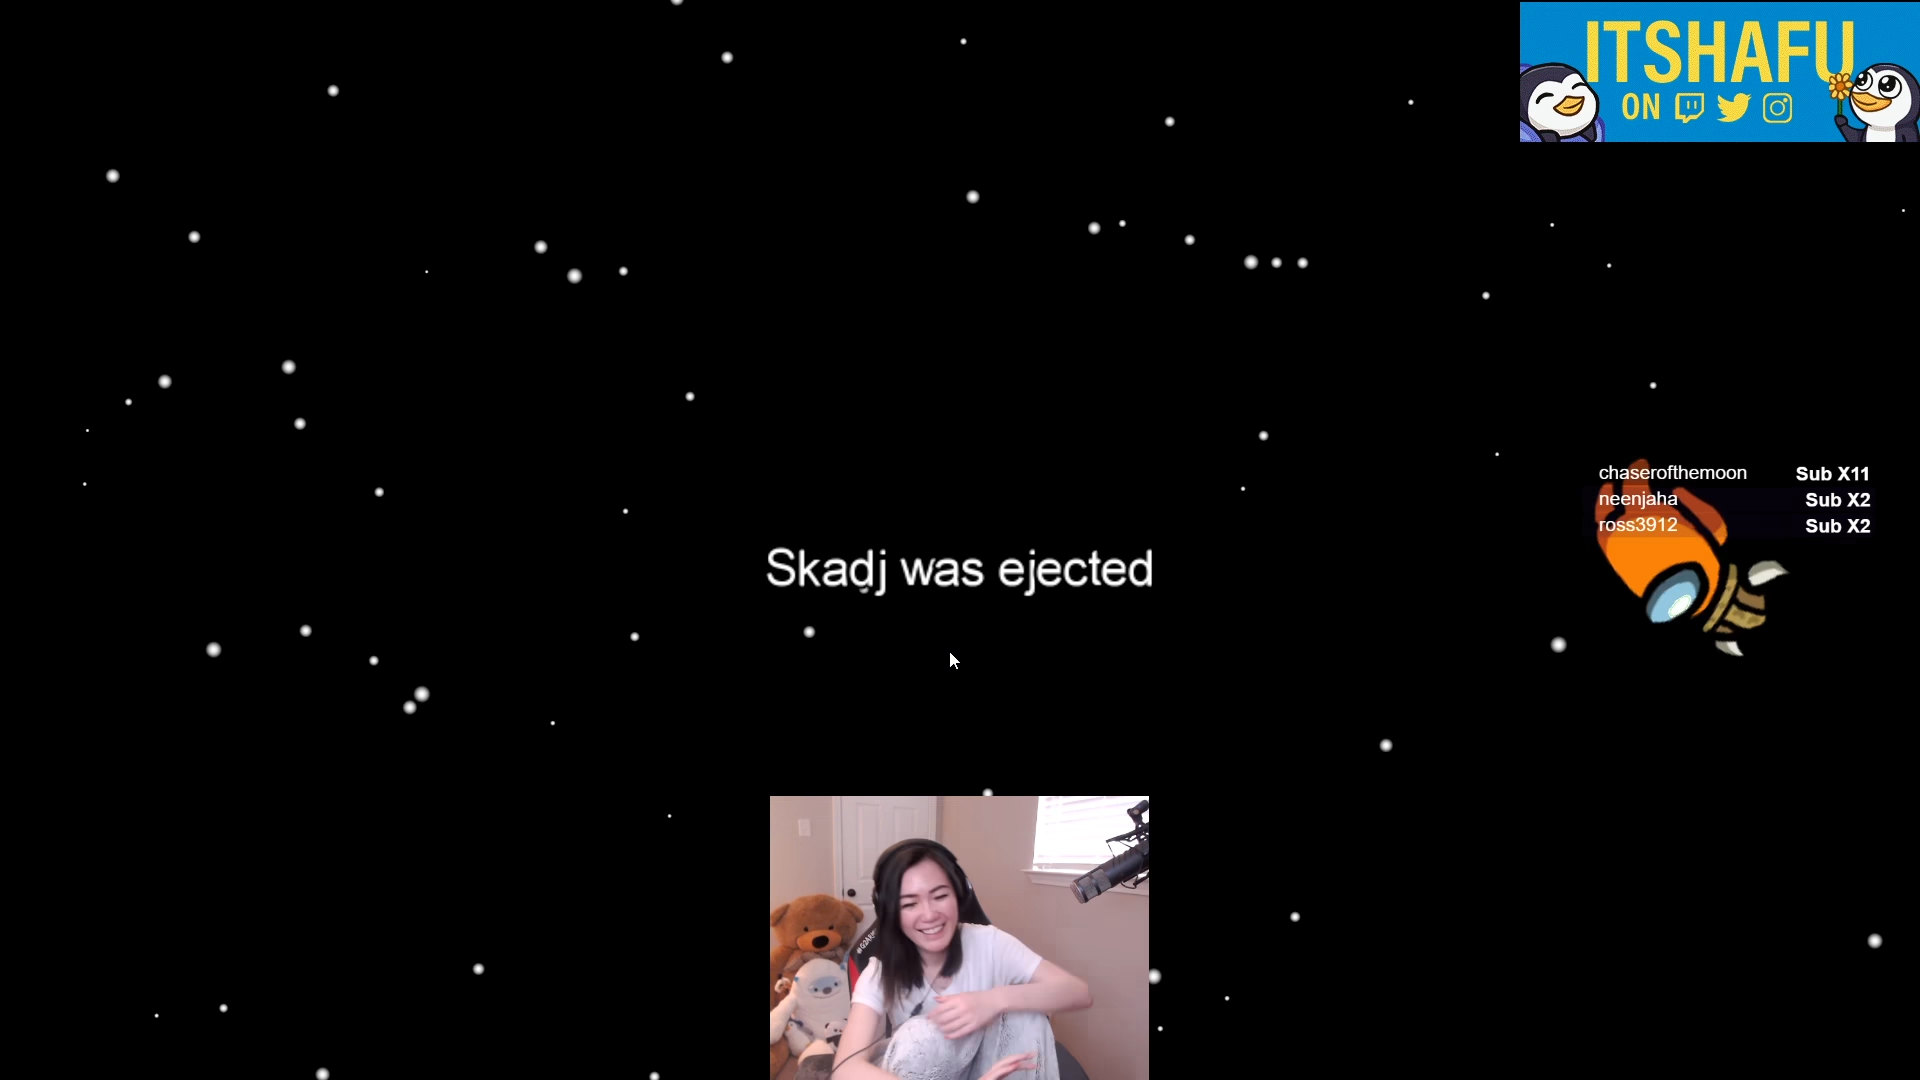 ITSHAFU
ON
chaserofthemoon Sub X11
neenjaha Sub X2
ross3912 Sub X2
Skadj was ejected